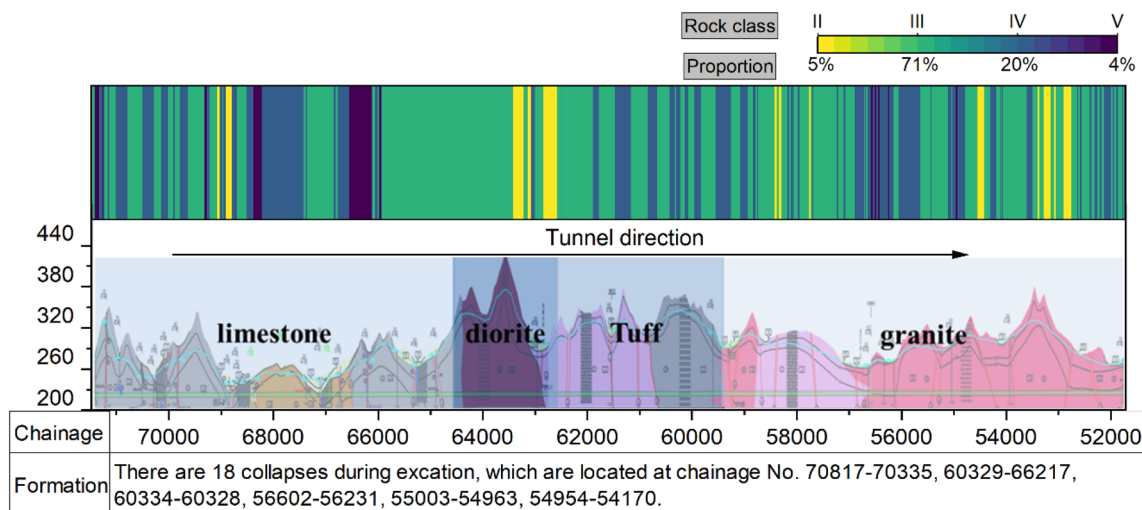 Rock class II III IV V
Proportion 5% 71% 20% 4%
Tunnel direction
440
380
320
260
200
limestone diorite Tuff granite
Chainage 70000 68000 66000 64000 62000 60000 58000 56000 54000 52000
Formation There are 18 collapses during excation, which are located at chainage No. 70817-70335, 60329-66217,
60334-60328, 56602-56231, 55003-54963, 54954-54170.